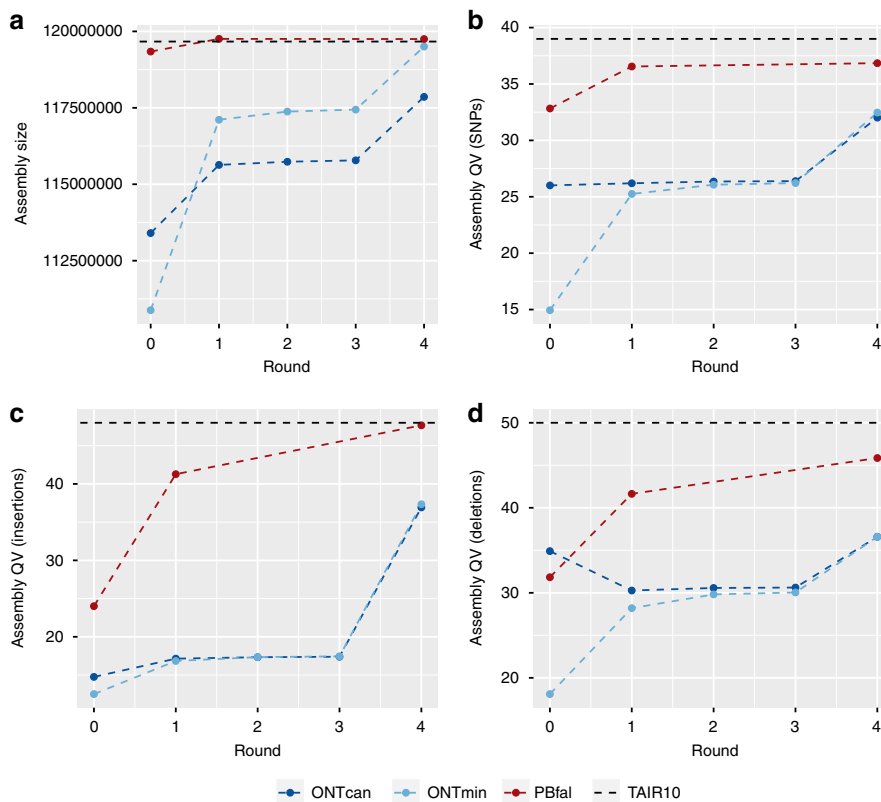 a
Assembly size
120000000
117500000
115000000
112500000
0 1 2 3 4
Round
b
Assembly QV (SNPs)
40
35
30
25
20
15
0 1 2 3 4
Round
c
Assembly QV (insertions)
40
30
20
0 1 2 3 4
Round
d
Assembly QV (deletions)
50
40
30
20
0 1 2 3 4
Round
ONTcan ONTmin PBfal TAIR10